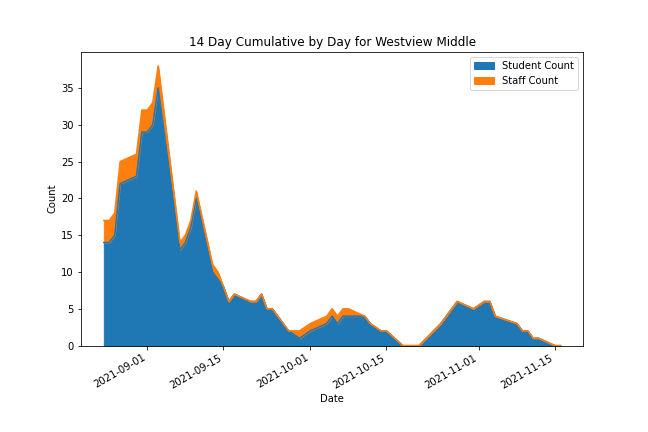 14 Day Cumulative by Day for Westview Middle
Student Count
Staff Count
35
30
25
20
15
10
5
0
Count
2021-09-01
2021-09-15
2021-10-01
2021-10-15
2021-11-01
2021-11-15
Date